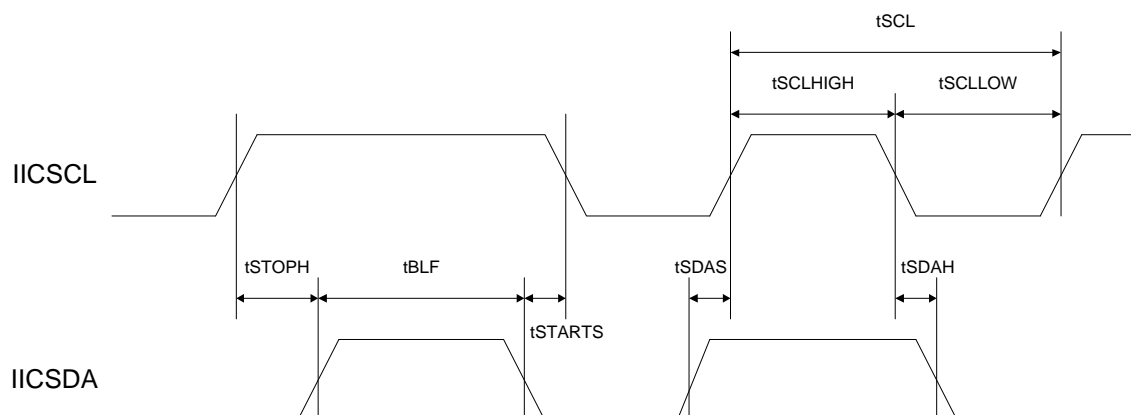 tSCL
tSCLHIGH
tSCLLOW
IICSCL
tSTOPH
tBLF
tSDAS
tSDAH
tSTARTS
IICSDA